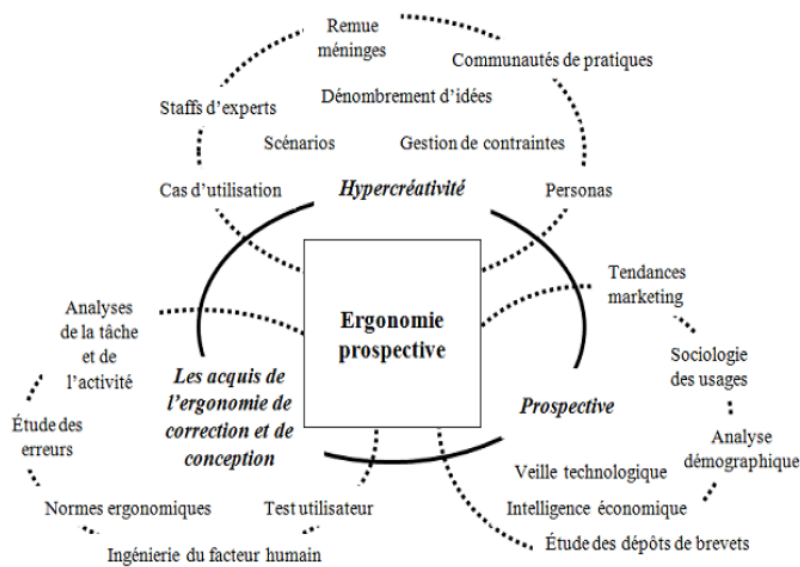 Remue
méninges
Communautés de pratiques
Dénombrement d’idées
Staffs d’experts
Scénarios
Gestion de contraintes
Cas d’utilisation
Hypercréativité
Personas
Tendances
marketing
Analyses
de la tâche
et de
l’activité
Ergonomie
prospective
Sociologie
des usages
Les acquis de
l’ergonomie de
correction et de
conception
Prospective
Étude des
erreurs
Analyse
démographique
Veille technologique
Normes ergonomiques
Test utilisateur
Intelligence économique
Ingénierie du facteur humain
Étude des dépôts de brevets